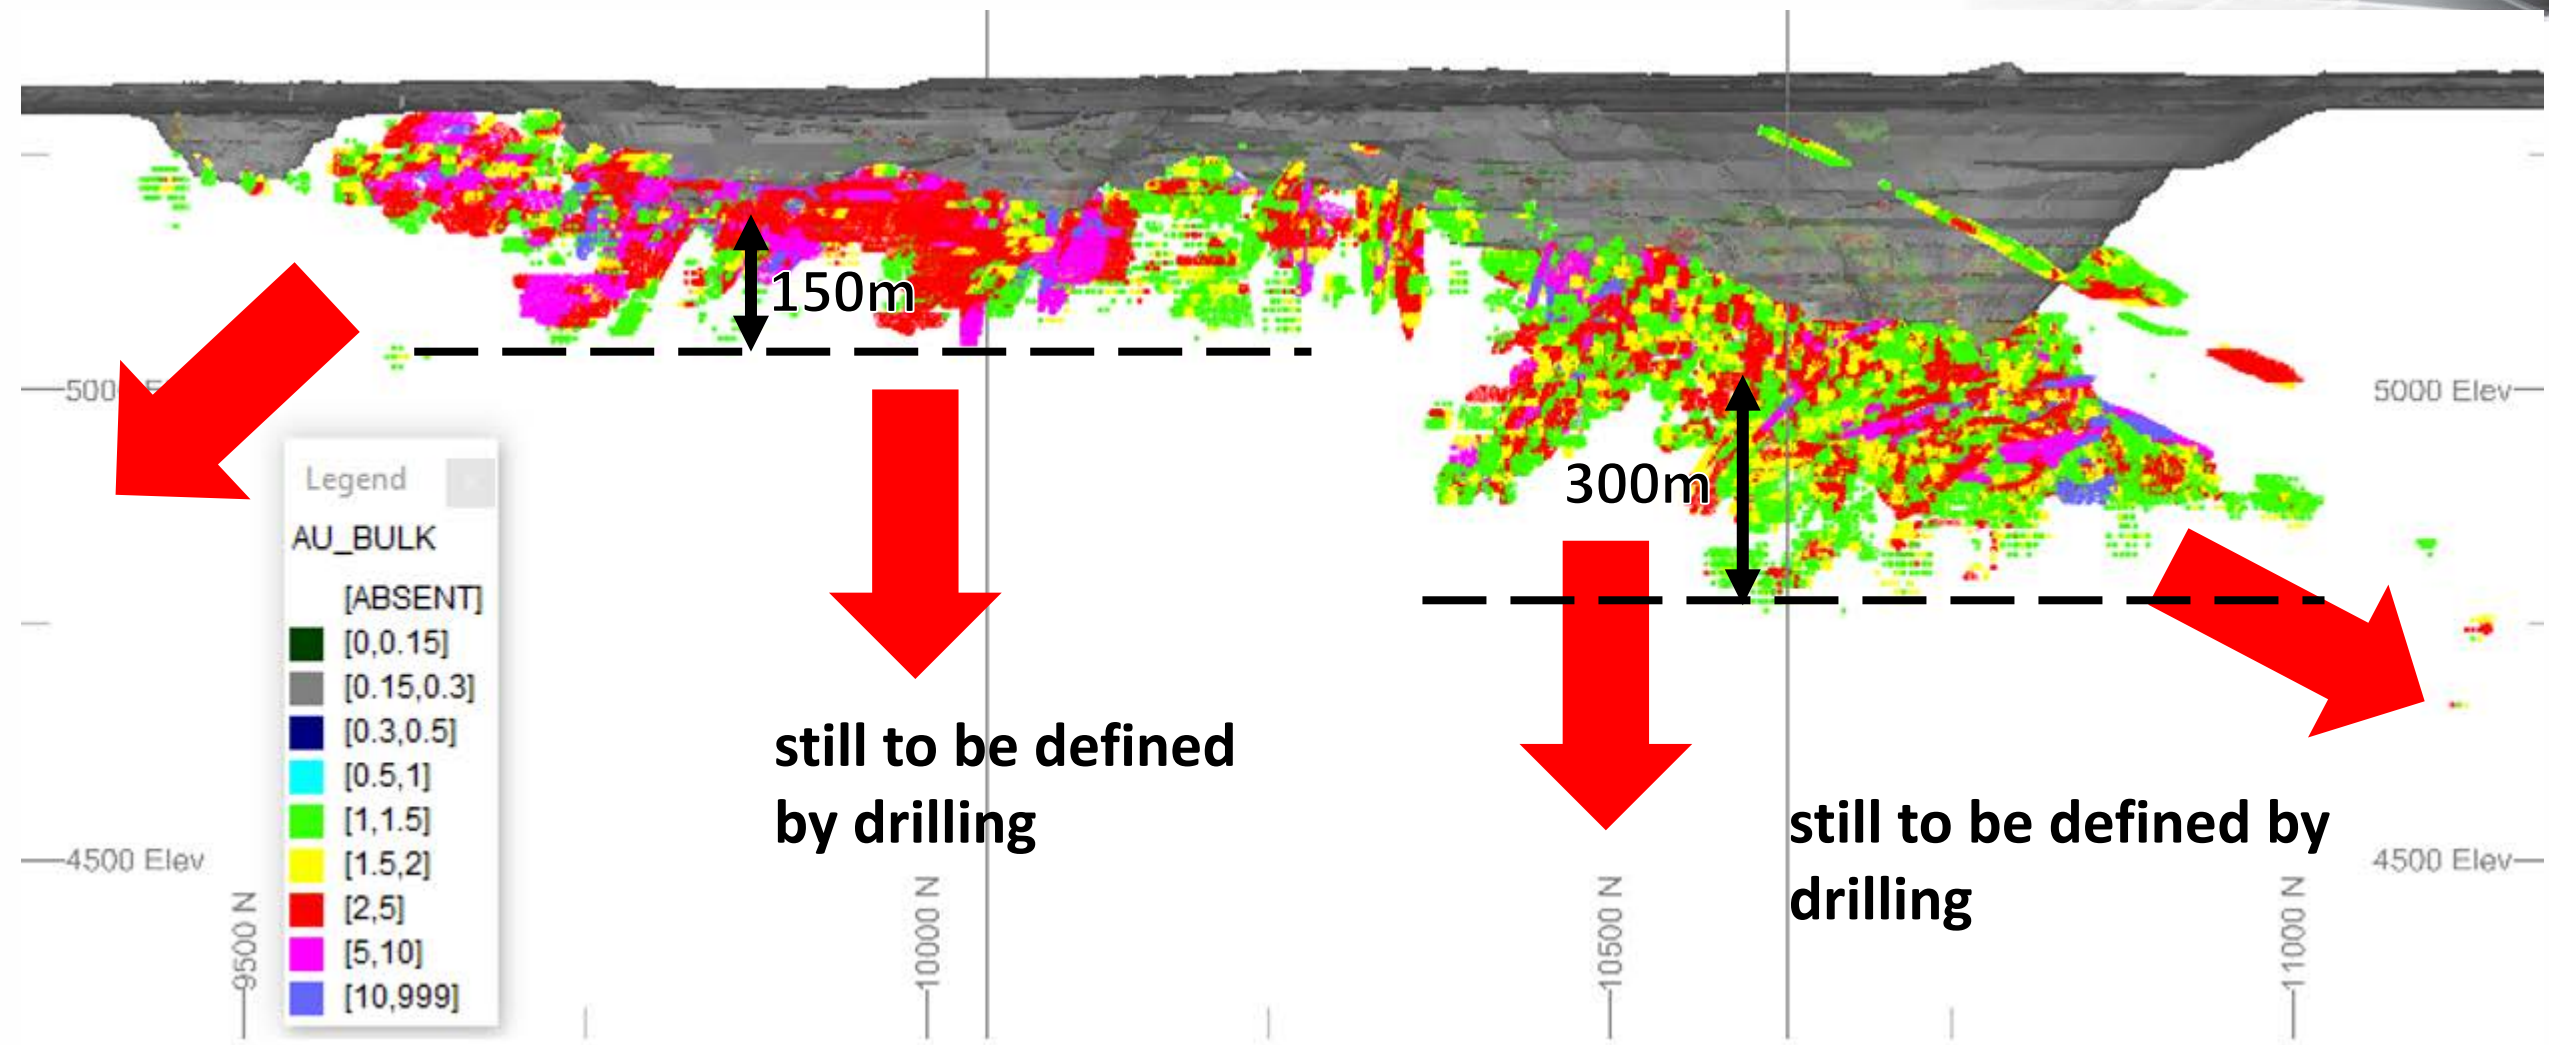 150m
5000 Elev
300m
Legend
AU_BULK
[ABSENT]
[0,0.15]
[0.15,0.3]
[0.3,0.5]
[0.5,1]
[1,1.5]
[1.5,2]
[2,5]
[5,10]
[10,999]
still to be defined
by drilling
still to be defined by
drilling
4500 Elev
4500 Elev
9500 N
10000 N
10500 N
11000 N